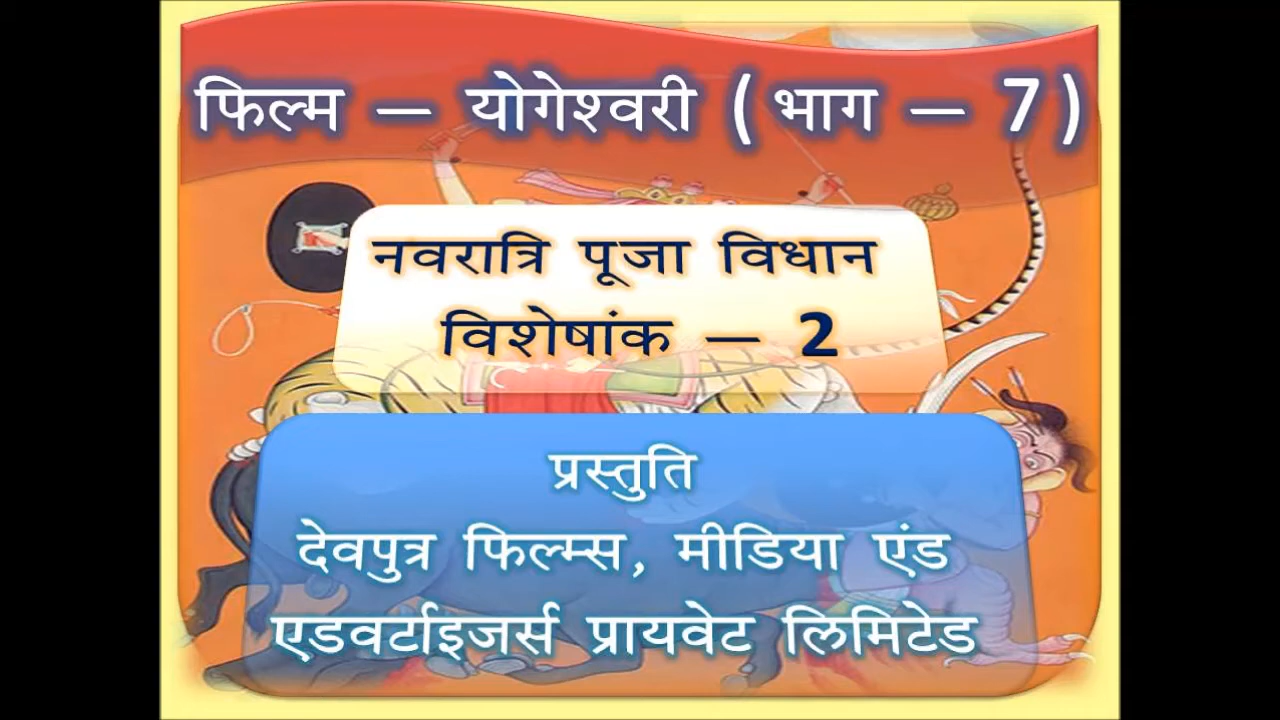 फिल्म – योगेश्वरी ( भाग – 7 )
नवरात्रि पूजा विधान
विशेषांक – 2
प्रस्तुति
देवपुत्र फिल्म्स, मीडिया एंड
एडवर्टाइजर्स प्रायवेट लिमिटेड